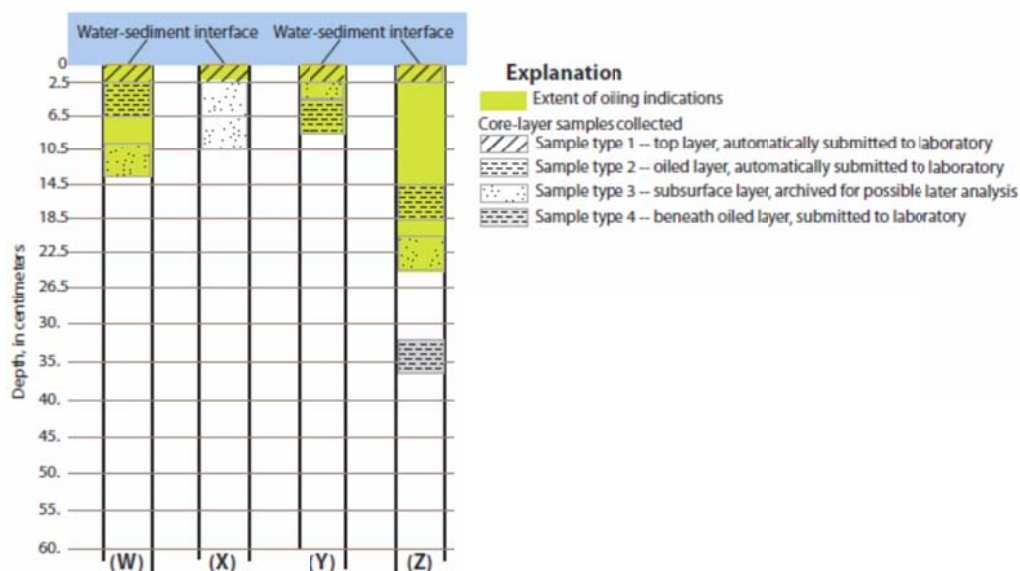 Water-sediment interface Water-sediment interface
0
2.5
6.5
10.5
14.5
18.5
22.5
26.5
30.
35.
40.
45.
50.
55.
60.
Depth, in centimeters
(W) (X) (Y) (Z)
Explanation
Extent of oiling indications
Core-layer samples collected
Sample type 1 -- top layer, automatically submitted to laboratory
Sample type 2 -- oiled layer, automatically submitted to laboratory
Sample type 3 -- subsurface layer, archived for possible later analysis
Sample type 4 -- beneath oiled layer, submitted to laboratory